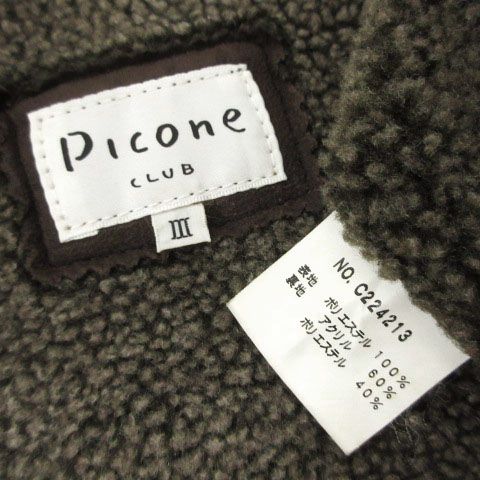 Picone
CLUB
III
NO. C224213
表地 ポリエステル 100%
裏地 アクリル 60%
ポリエステル 40%